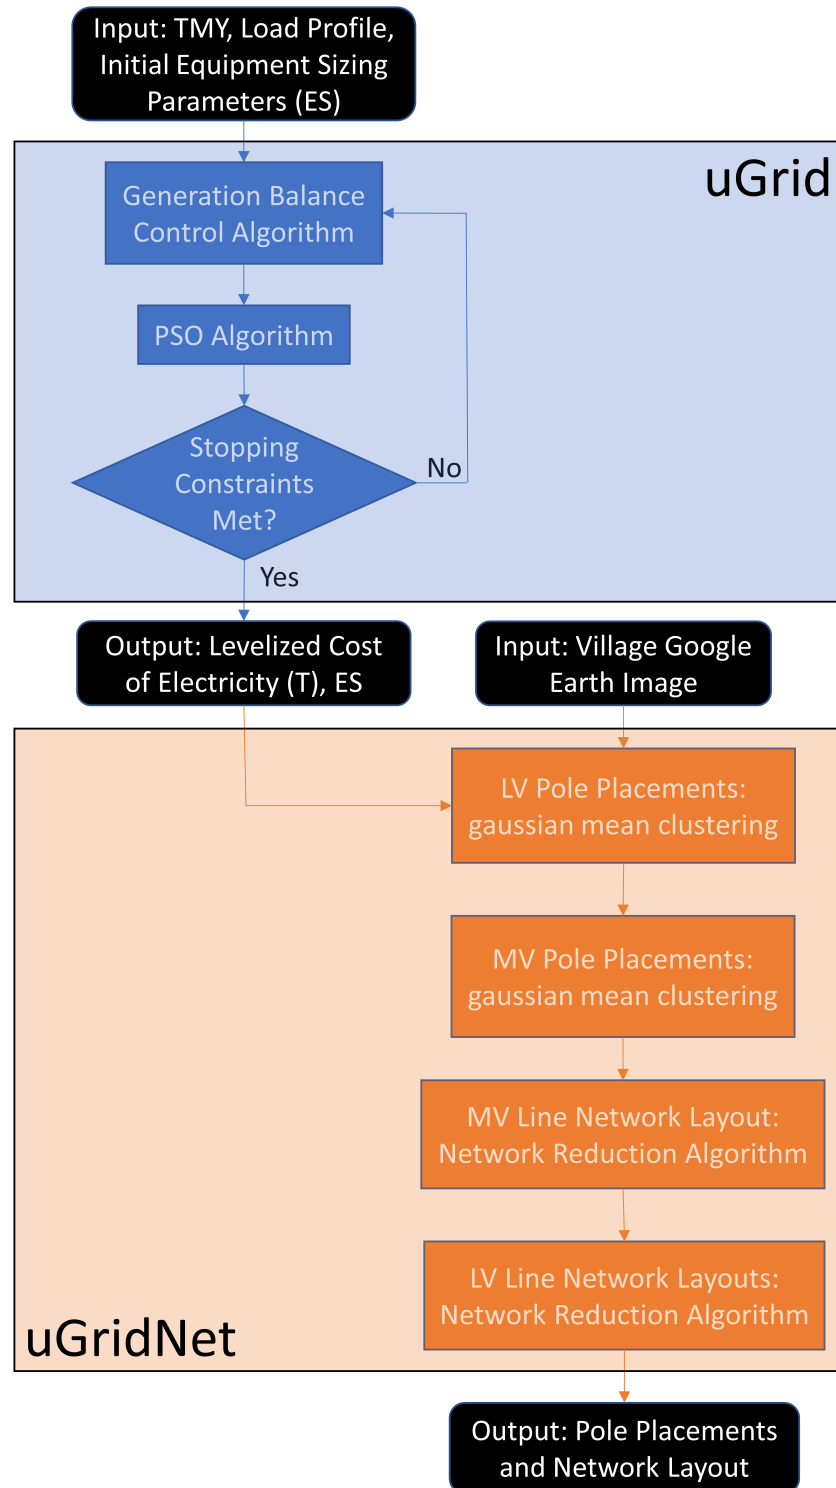 Input: TMY, Load Profile,
Initial Equipment Sizing
Parameters (ES)
uGrid
Generation Balance
Control Algorithm
PSO Algorithm
Stopping
Constraints
Met?
No
Yes
Output: Levelized Cost
of Electricity (T), ES
Input: Village Google
Earth Image
LV Pole Placements:
gaussian mean clustering
MV Pole Placements:
gaussian mean clustering
MV Line Network Layout:
Network Reduction Algorithm
LV Line Network Layouts:
Network Reduction Algorithm
uGridNet
Output: Pole Placements
and Network Layout